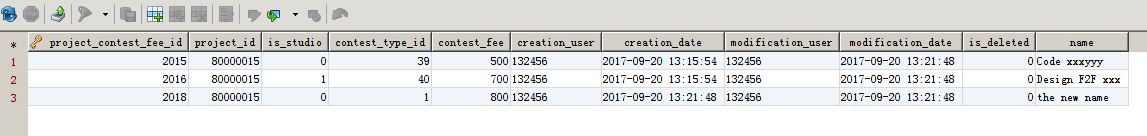 * project_contest_fee_id project_id is_studio contest_type_id contest_fee creation_user creation_date modification_user modification_date is_deleted name
1 2015 80000015 0 39 500 132456 2017-09-20 13:15:54 132456 2017-09-20 13:21:48 0 Code xxxyyy
2 2016 80000015 1 40 700 132456 2017-09-20 13:15:54 132456 2017-09-20 13:21:48 0 Design F2F xxx
3 2018 80000015 0 1 800 132456 2017-09-20 13:21:48 132456 2017-09-20 13:21:48 0 the new name